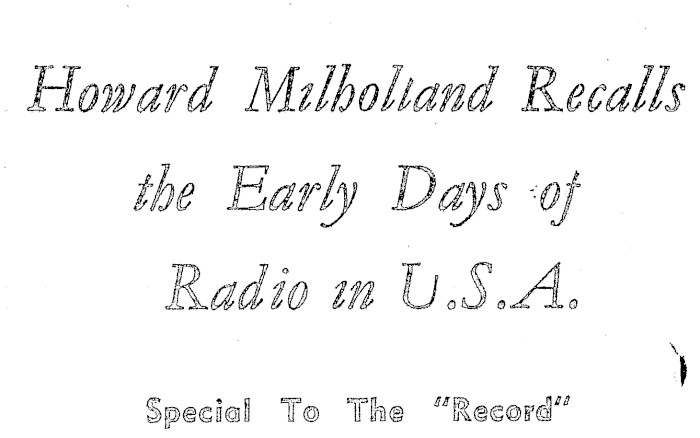 Howard Milholland Recalls
the Early Days of
Radio in U.S.A.
Special To The "Record"